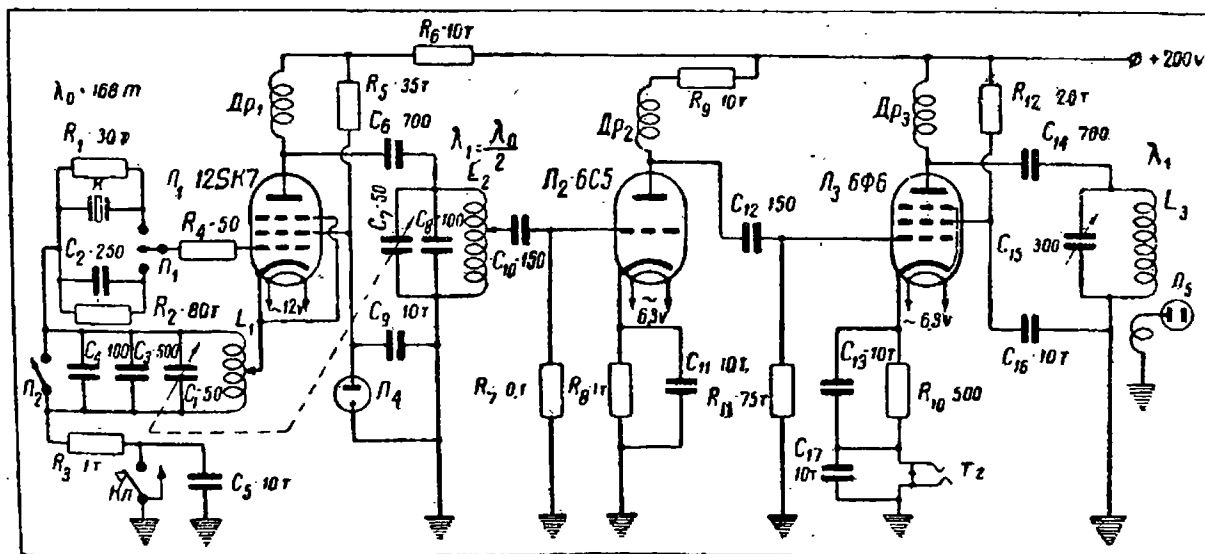 λ₀ = 168 m
R₁ · 30т
К
C₂ · 250
П₁
R₂ · 80т
L₁
C₄ · 100
C₃ · 500
C₁ · 50
П₂
R₃ 1т
Кл
C₅ · 10т
Л₁ 12SK7
R₄ · 50
~12v
Др₁
R₆ · 10т
R₅ · 35т
C₆ 700
λ₁ = λ₀/2
L₂
C₇ · 50
C₈ · 100
C₁₀ · 150
C₉ 10т
Л₄
Л₂ · 6C5
Др₂
R₉ 10т
~ 6,3v
R₇ 0,1
R₈ 1т
C₁₁ 10т
C₁₂ 150
R₁₁ 75т
Л₃ 6Ф6
Др₃
~ 6,3v
C₁₃ · 10т
R₁₀ 500
C₁₇ 10т
Т₂
R₁₂ 20т
+ 200v
C₁₄ 700
λ₁
L₃
C₁₅ 300
Л₅
C₁₆ · 10т